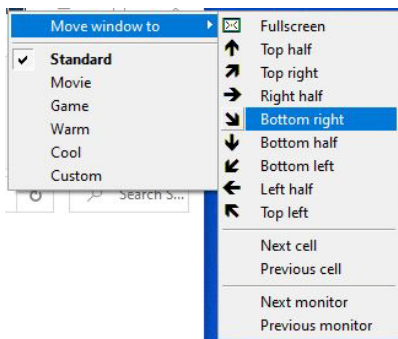 Move window to
Standard
Movie
Game
Warm
Cool
Custom
Search S...
Fullscreen
Top half
Top right
Right half
Bottom right
Bottom half
Bottom left
Left half
Top left
Next cell
Previous cell
Next monitor
Previous monitor